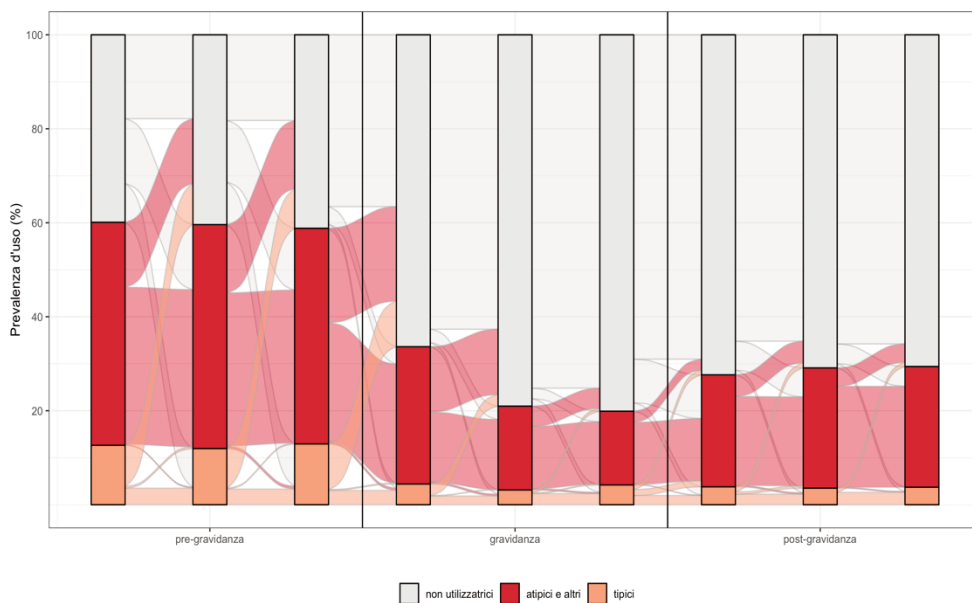 Prevalenza d'uso (%)
100
80
60
40
20
pre-gravidanza
gravidanza
post-gravidanza
non utilizzatrici
atipici e altri
tipici